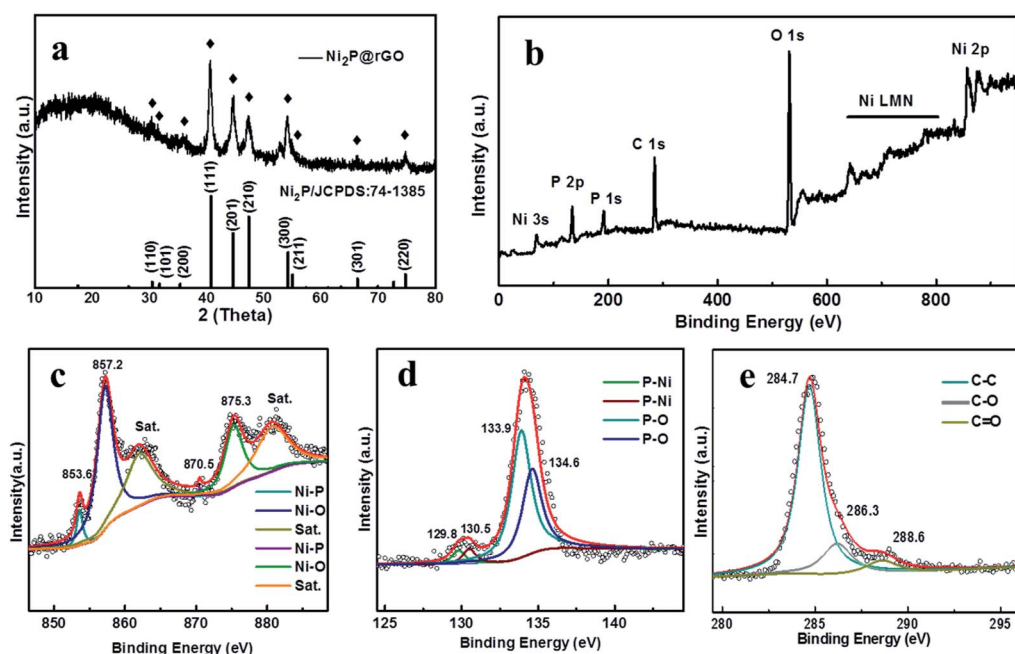 a
Ni₂P@rGO
Intensity (a.u.)
Ni₂P/JCPDS:74-1385
(110)
(101)
(200)
(111)
(201)
(210)
(300)
(211)
(301)
(220)
10 20 30 40 50 60 70 80
2 (Theta)
b
O 1s
Ni 2p
Ni LMN
C 1s
P 2p
P 1s
Ni 3s
Intensity (a.u.)
0 200 400 600 800
Binding Energy (eV)
c
857.2
Sat.
875.3
Sat.
853.6
870.5
Ni-P
Ni-O
Sat.
Ni-P
Ni-O
Sat.
Intensity(a.u.)
850 860 870 880
Binding Energy (eV)
d
P-Ni
P-Ni
P-O
P-O
133.9
134.6
129.8
130.5
Intensity (a.u.)
125 130 135 140
Binding Energy (eV)
e
284.7
C-C
C-O
C=O
286.3
288.6
Intensity (a.u.)
280 285 290 295
Binding Energy (eV)